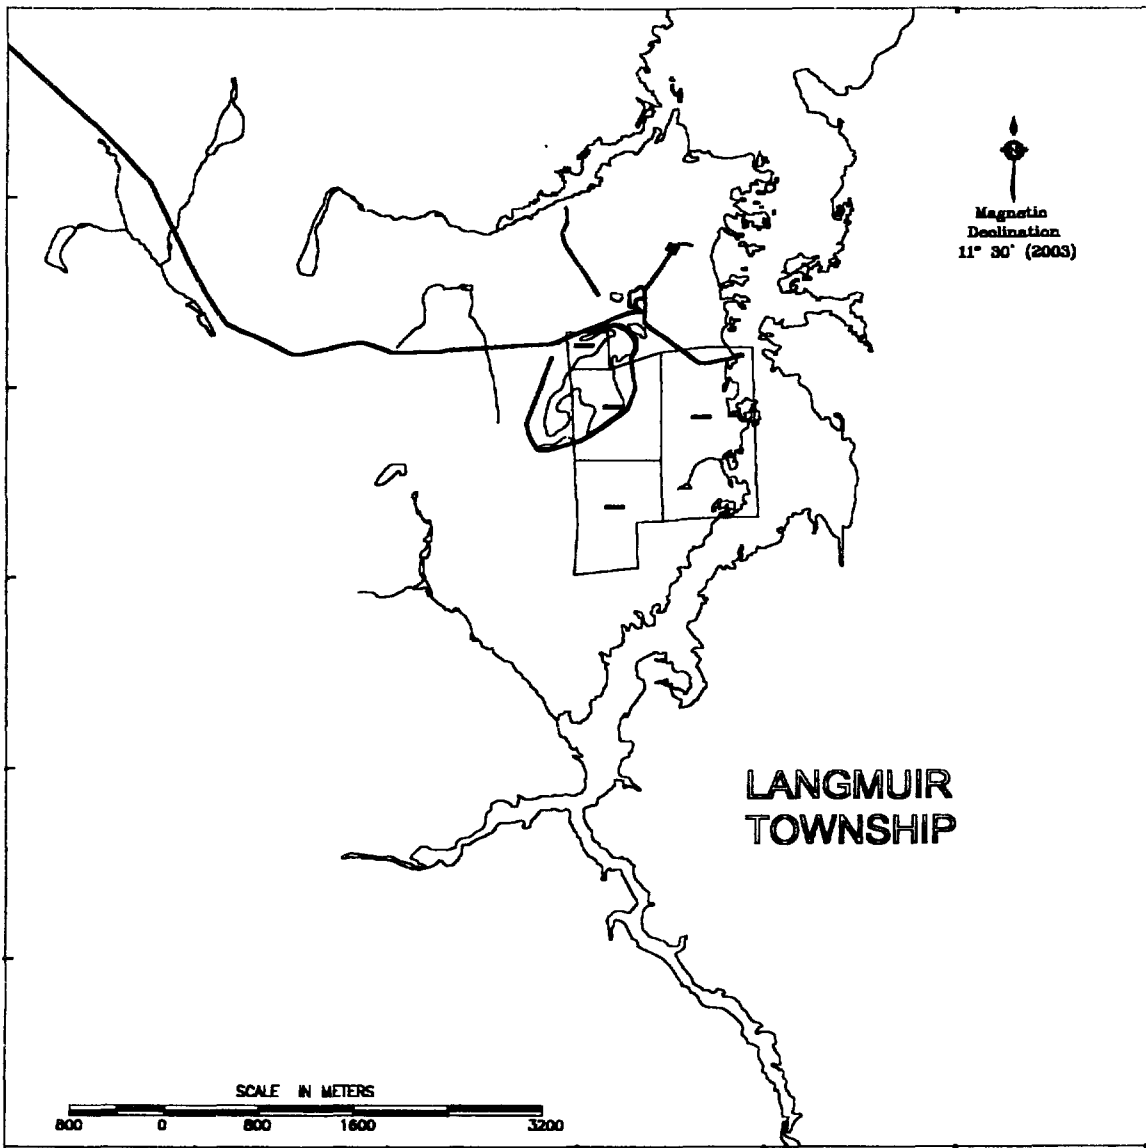 N
Magnetic
Declination
11° 30' (2003)
LANGMUIR
TOWNSHIP
SCALE IN METERS
800 0 800 1600 3200